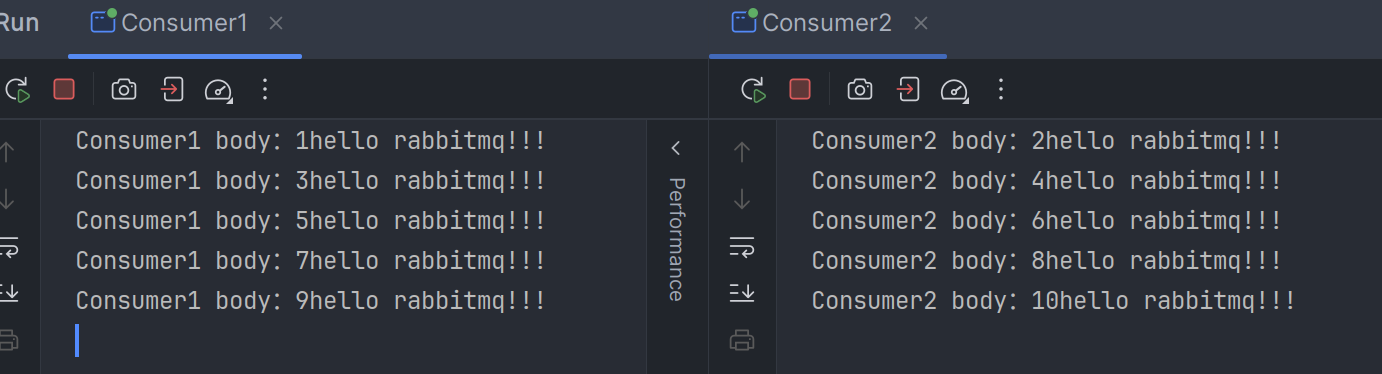 Run
Consumer1
Consumer2
Consumer1 body：1hello rabbitmq!!!
Consumer1 body：3hello rabbitmq!!!
Consumer1 body：5hello rabbitmq!!!
Consumer1 body：7hello rabbitmq!!!
Consumer1 body：9hello rabbitmq!!!
Performance
Consumer2 body：2hello rabbitmq!!!
Consumer2 body：4hello rabbitmq!!!
Consumer2 body：6hello rabbitmq!!!
Consumer2 body：8hello rabbitmq!!!
Consumer2 body：10hello rabbitmq!!!